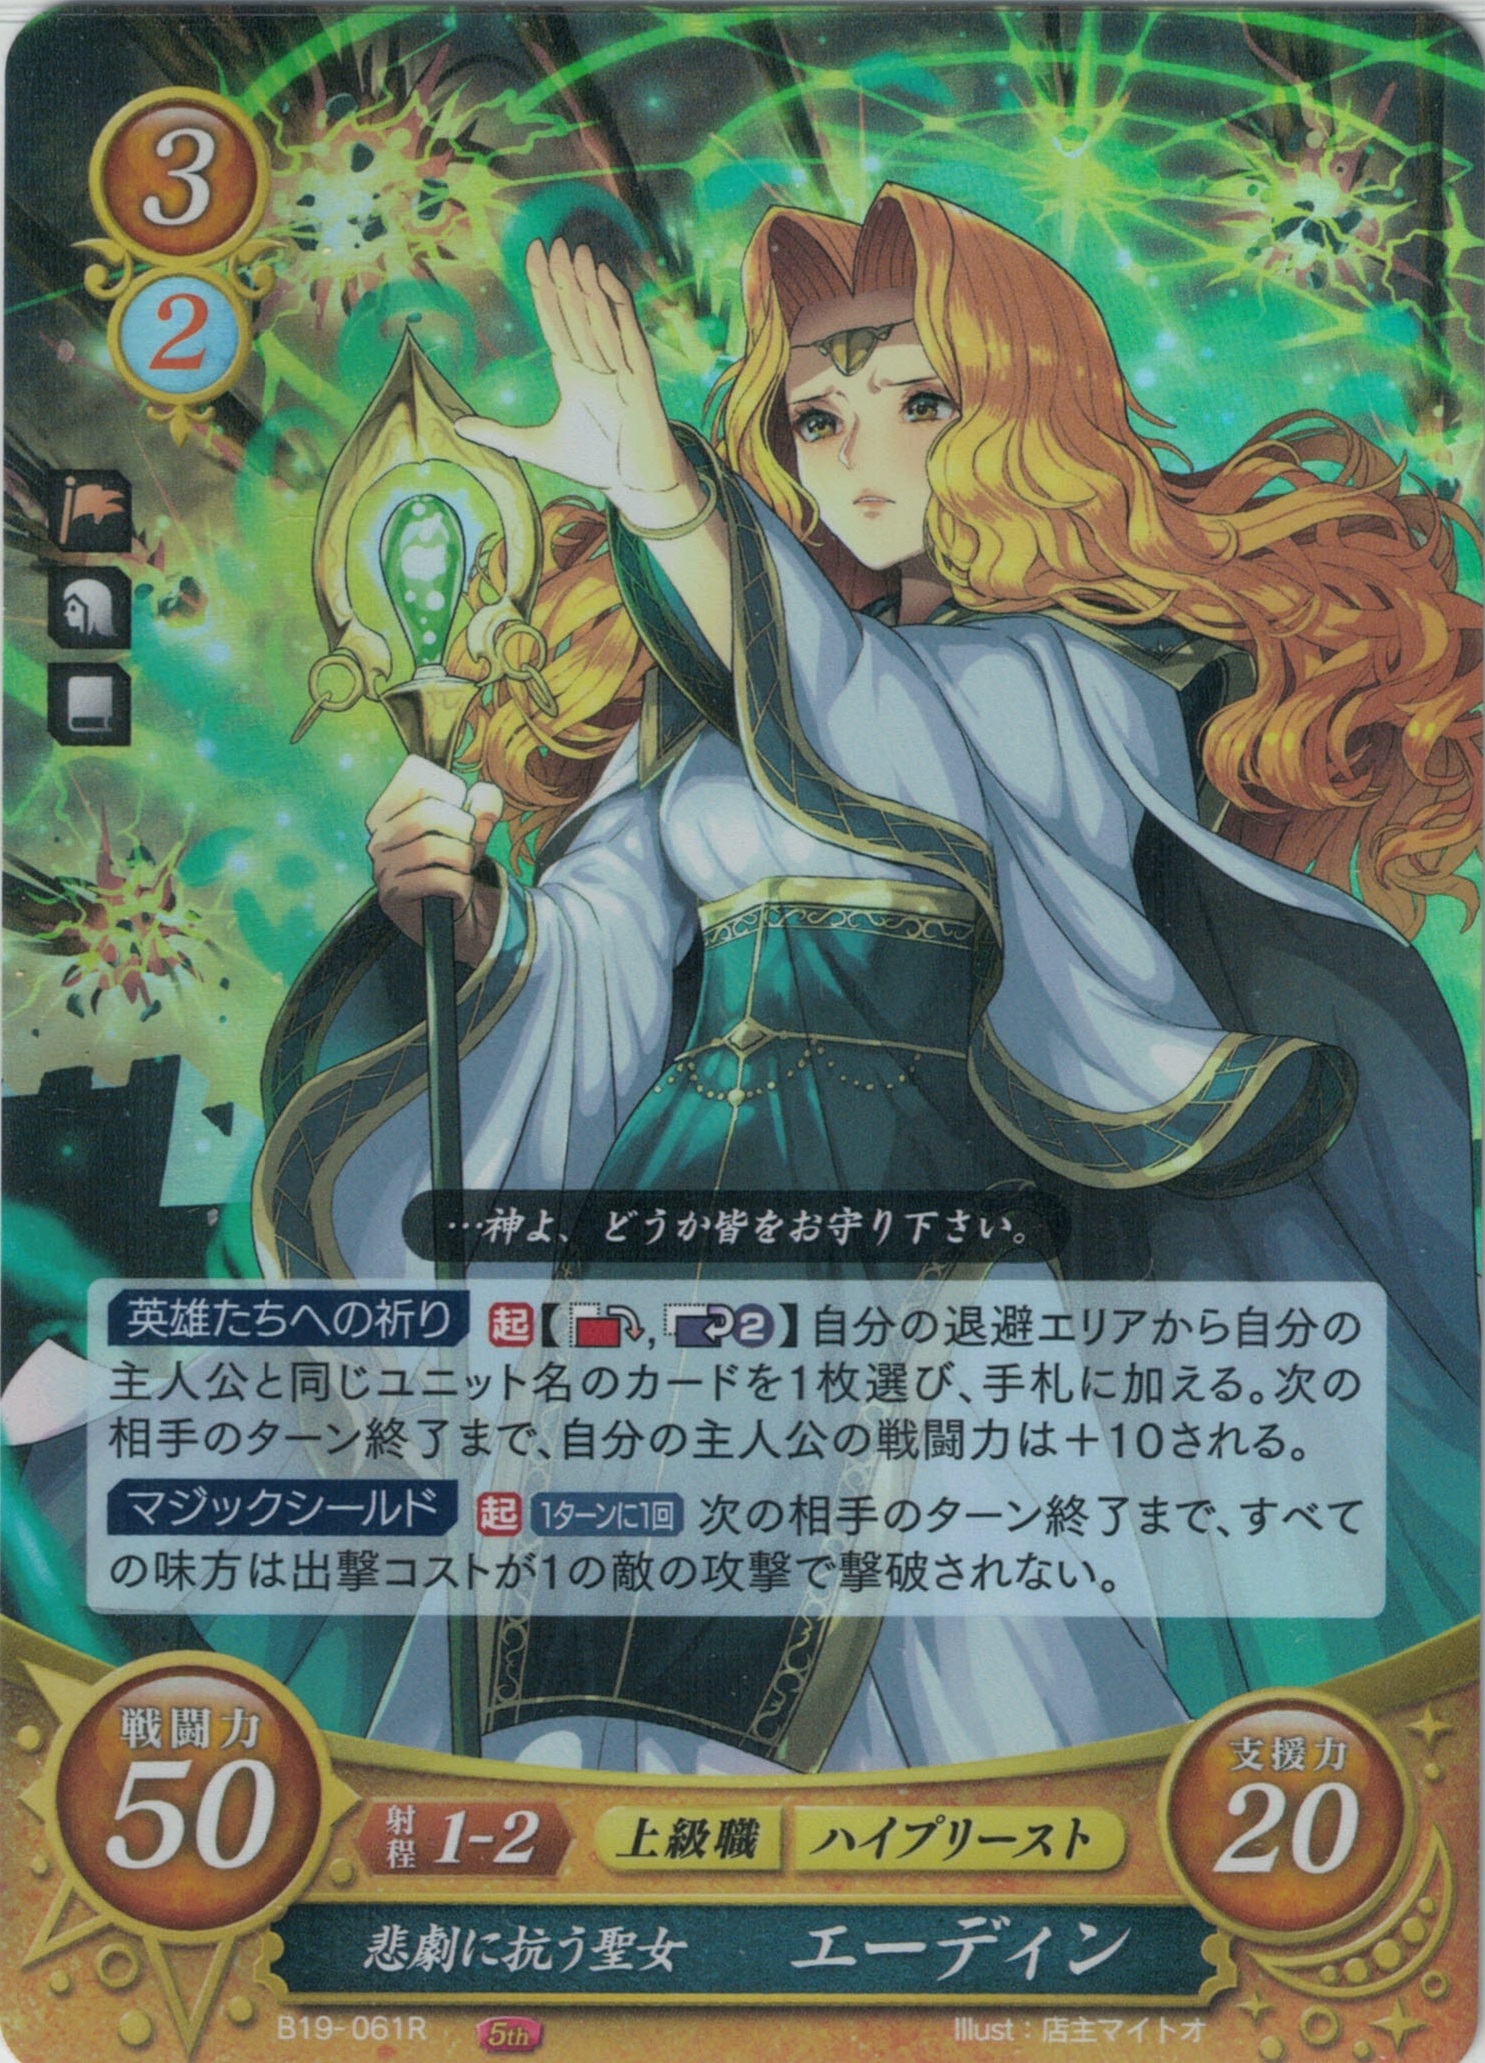 3
2
…神よ、どうか皆をお守り下さい。
英雄たちへの祈り 起【 , 2】自分の退避エリアから自分の
主人公と同じユニット名のカードを1枚選び、手札に加える。次の
相手のターン終了まで、自分の主人公の戦闘力は＋10される。
マジックシールド 起 1ターンに1回 次の相手のターン終了まで、すべて
の味方は出撃コストが1の敵の攻撃で撃破されない。
戦闘力
50
射程 1-2 上級職 ハイプリースト
支援力
20
悲劇に抗う聖女 エーディン
B19-061R 5th Illust：店主マイトオ